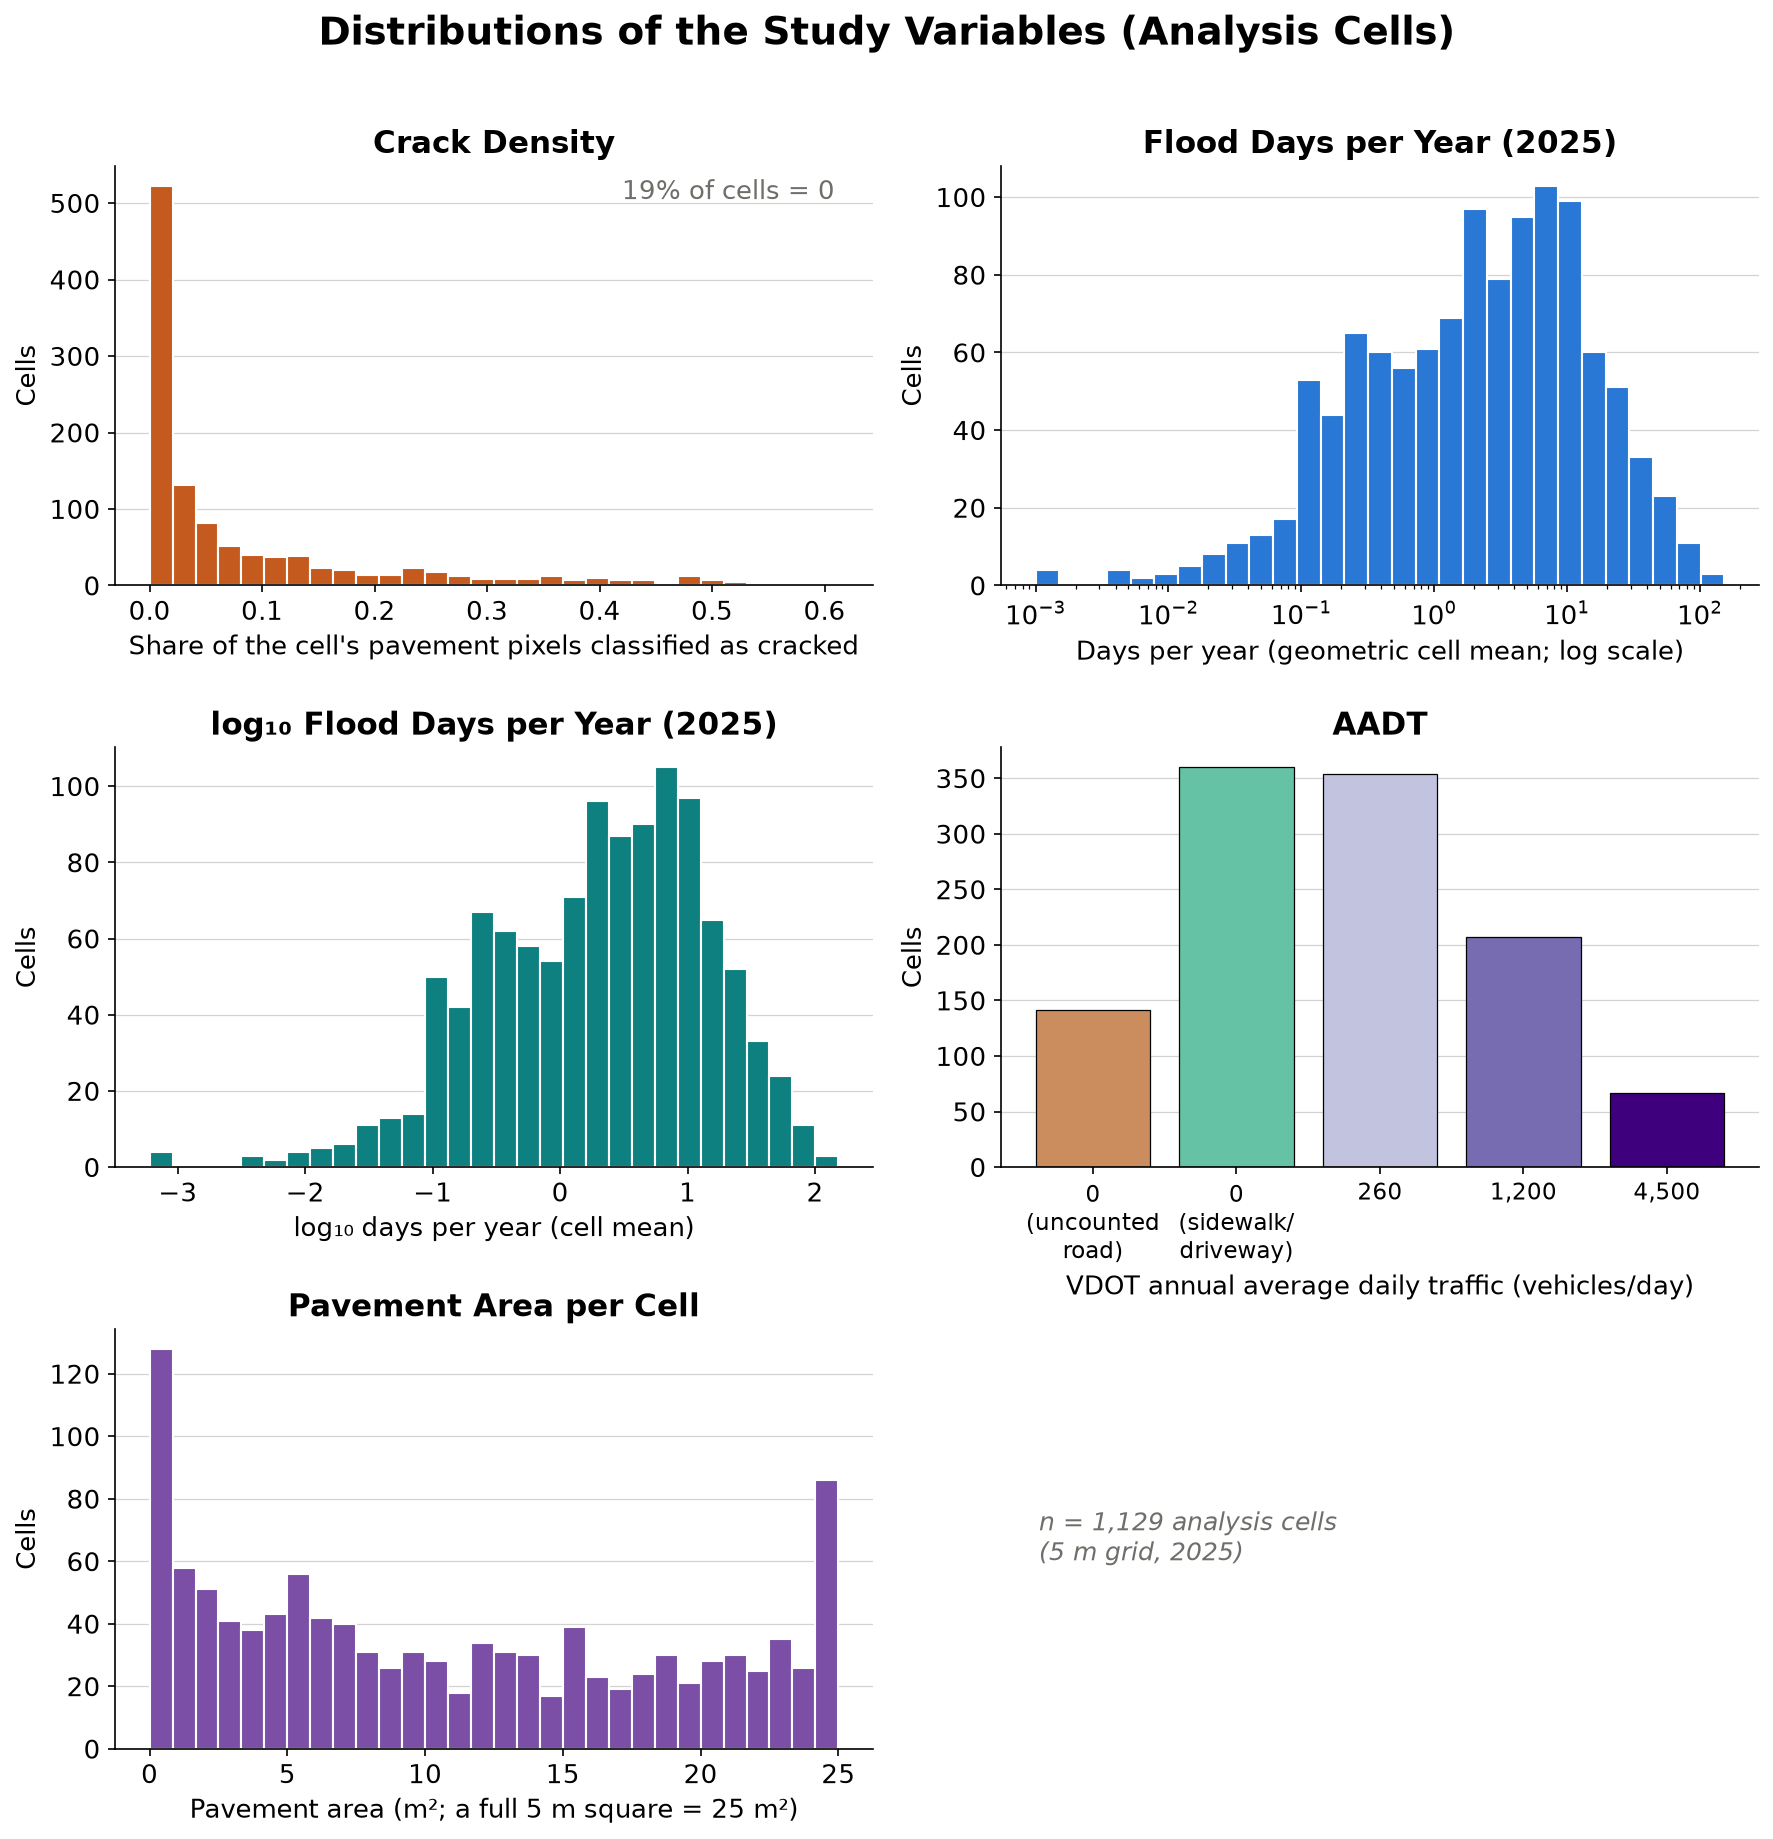 Distributions of the Study Variables (Analysis Cells)
Crack Density
19% of cells = 0
Cells
500
400
300
200
100
0
0.0 0.1 0.2 0.3 0.4 0.5 0.6
Share of the cell's pavement pixels classified as cracked
Flood Days per Year (2025)
Cells
100
80
60
40
20
0
10⁻³ 10⁻² 10⁻¹ 10⁰ 10¹ 10²
Days per year (geometric cell mean; log scale)
log₁₀ Flood Days per Year (2025)
Cells
100
80
60
40
20
0
−3 −2 −1 0 1 2
log₁₀ days per year (cell mean)
AADT
Cells
350
300
250
200
150
100
50
0
0 0 260 1,200 4,500
(uncounted (sidewalk/
road) driveway)
VDOT annual average daily traffic (vehicles/day)
Pavement Area per Cell
Cells
120
100
80
60
40
20
0
0 5 10 15 20 25
Pavement area (m²; a full 5 m square = 25 m²)
n = 1,129 analysis cells
(5 m grid, 2025)